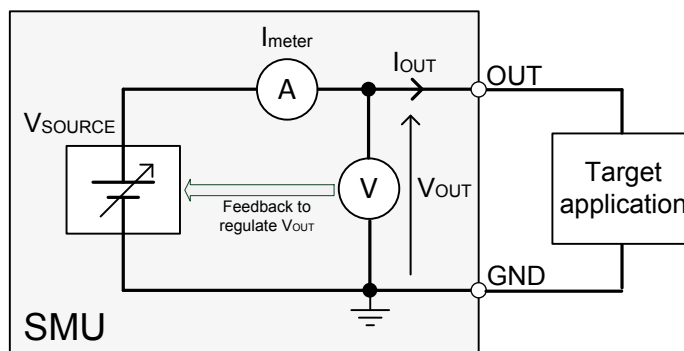 Imeter
A
IOUT
OUT
VSOURCE
V
VOUT
Feedback to
regulate VOUT
Target
application
GND
SMU